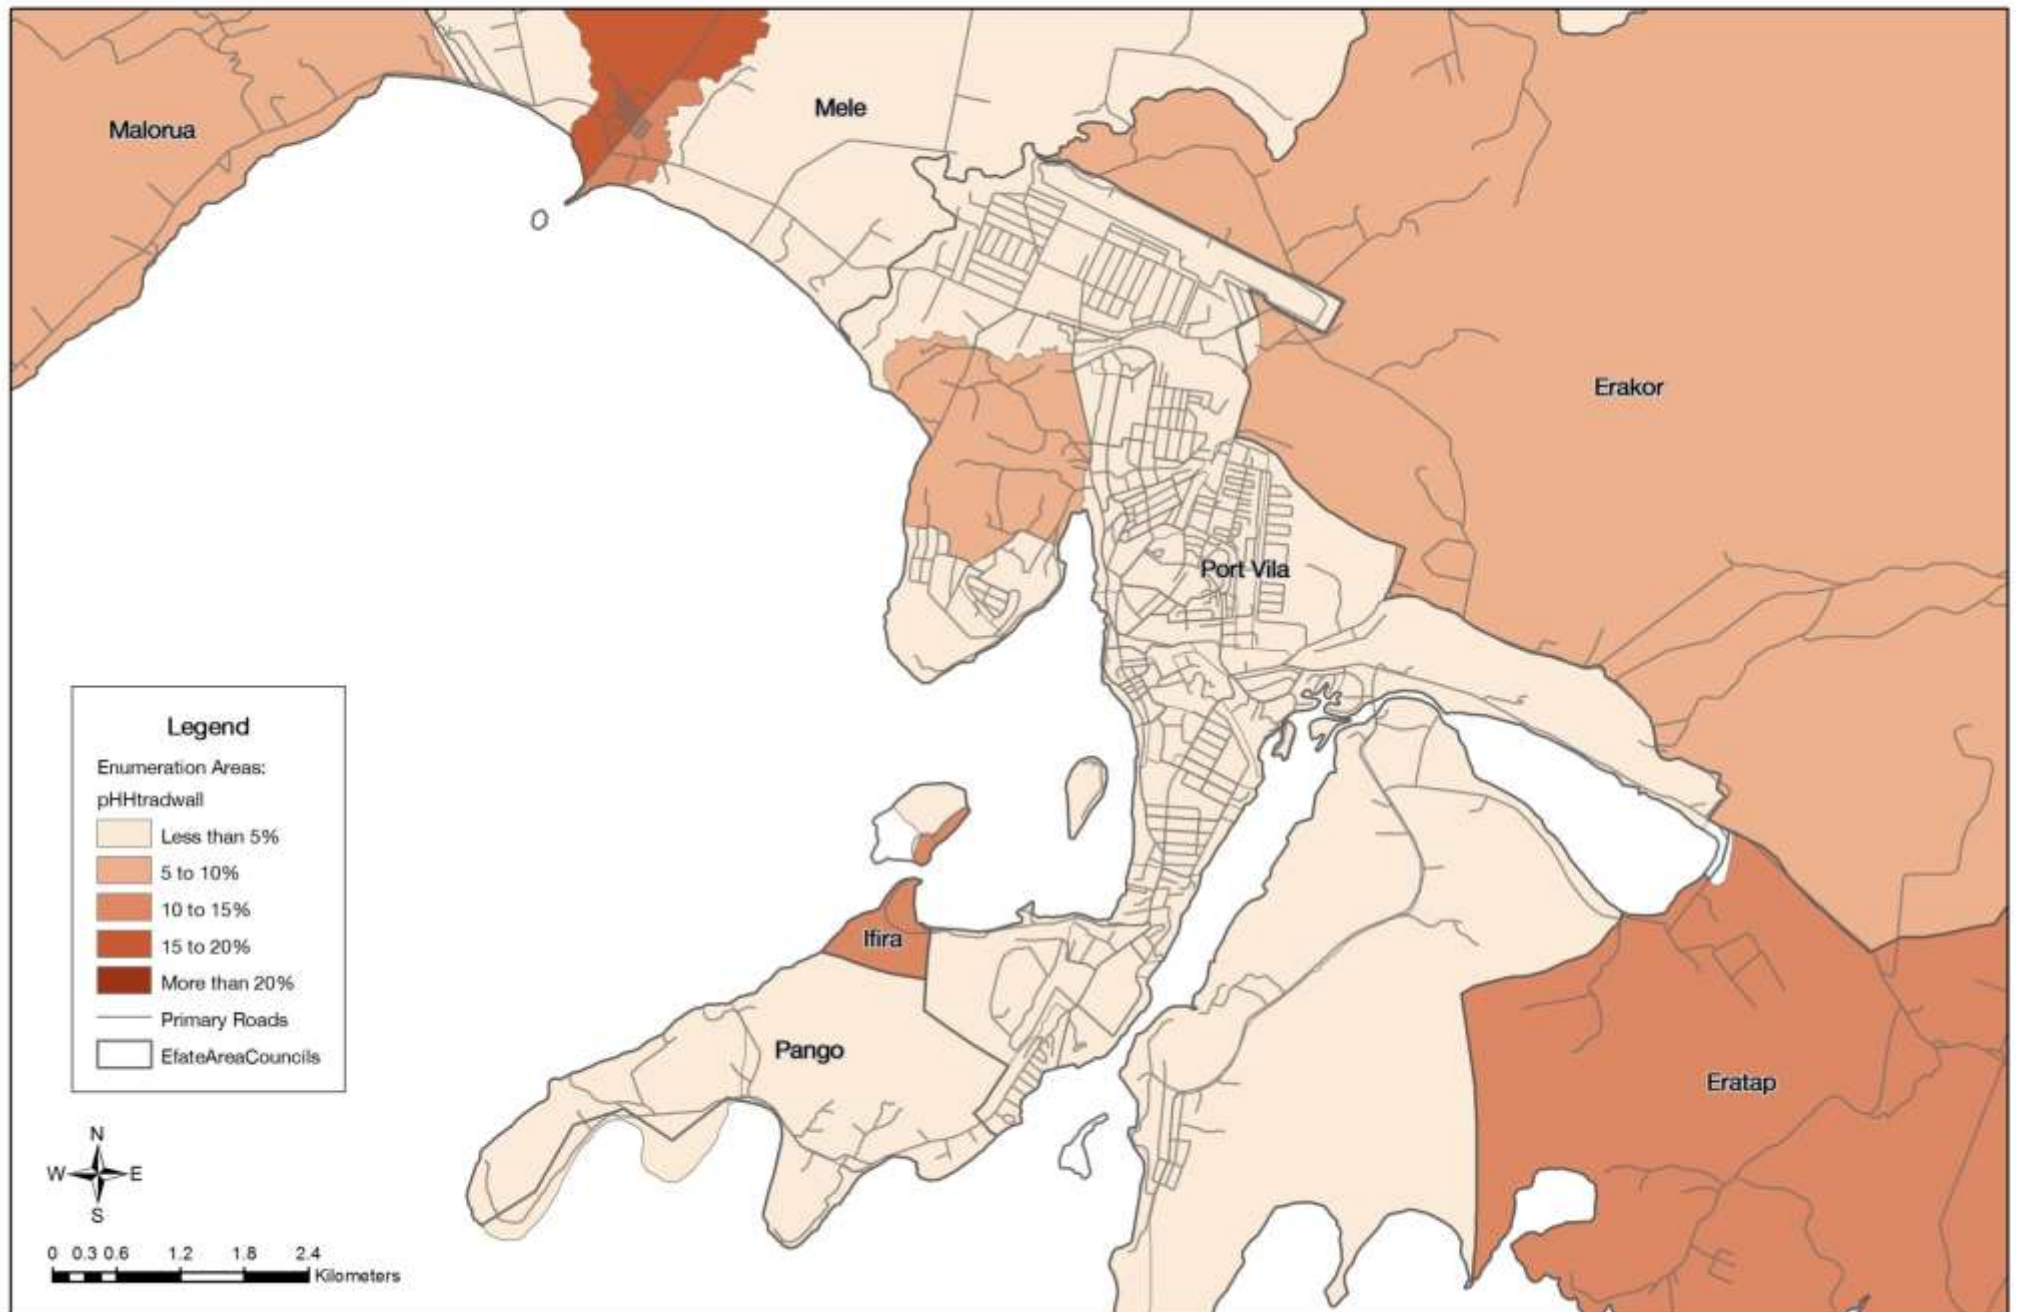 Mele
Malorua
Erakor
Port Vila
Legend
Enumeration Areas:
pHHtradwall
Less than 5%
5 to 10%
10 to 15%
15 to 20%
More than 20%
Primary Roads
EfateAreaCouncils
Ifira
Pango
Eratap
N
W E
S
0 0.3 0.6 1.2 1.8 2.4
Kilometers